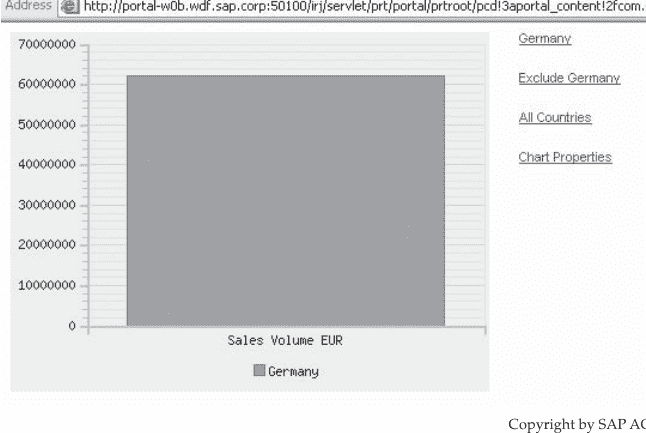 Address http://portal-w0b.wdf.sap.corp:50100/irj/servlet/prt/portal/prtroot/pcd!3aportal_content!2fcom.
70000000
60000000
50000000
40000000
30000000
20000000
10000000
0
Sales Volume EUR
Germany
Germany
Exclude Germany
All Countries
Chart Properties
Copyright by SAP AG